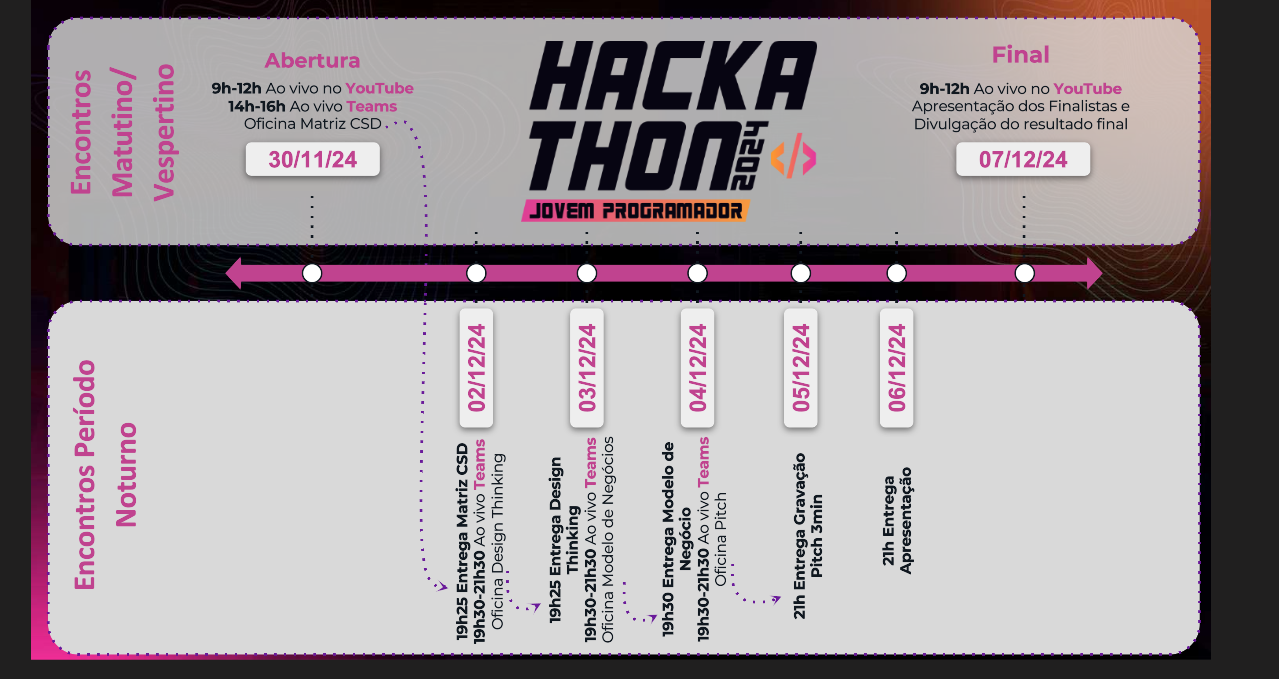 Encontros
Matutino/
Vespertino
Abertura
9h-12h Ao vivo no YouTube
14h-16h Ao vivo Teams
Oficina Matriz CSD
30/11/24
HACKA
THON
2024
</>
JOVEM PROGRAMADOR
Final
9h-12h Ao vivo no YouTube
Apresentação dos Finalistas e
Divulgação do resultado final
07/12/24
Encontros Período
Noturno
02/12/24
19h25 Entrega Matriz CSD
19h30-21h30 Ao vivo Teams
Oficina Design Thinking
03/12/24
19h25 Entrega Design
Thinking
19h30-21h30 Ao vivo Teams
Oficina Modelo de Negócios
04/12/24
19h30 Entrega Modelo de
Negócio
19h30-21h30 Ao vivo Teams
Oficina Pitch
05/12/24
21h Entrega Gravação
Pitch 3min
06/12/24
21h Entrega
Apresentação